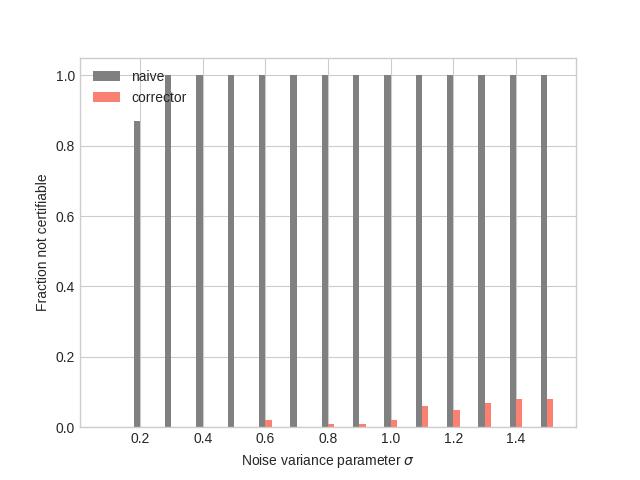 naive
corrector
1.0
0.8
0.6
0.4
0.2
0.0
Fraction not certifiable
0.2 0.4 0.6 0.8 1.0 1.2 1.4
Noise variance parameter σ